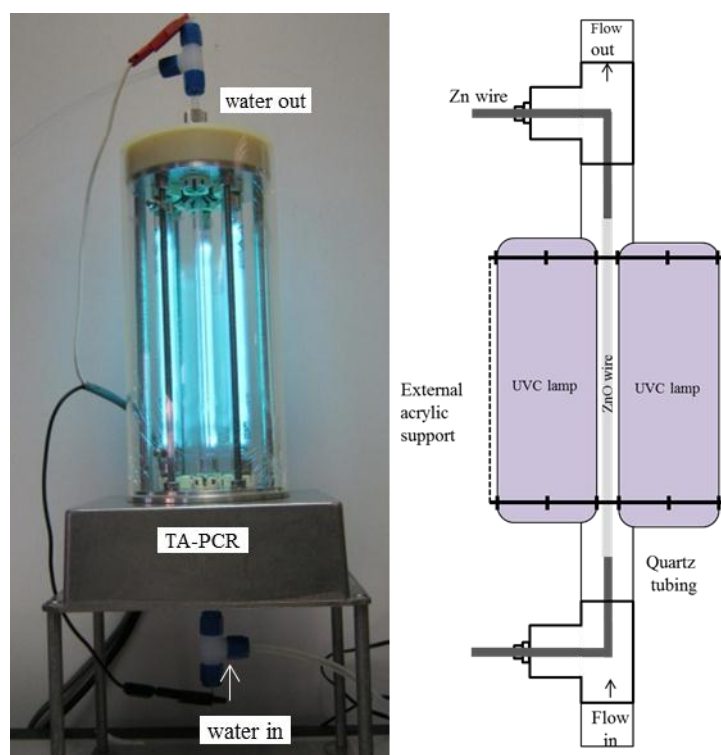 water out
TA-PCR
water in
Flow
out
Zn wire
External
acrylic
support
UVC lamp
ZnO wire
UVC lamp
Quartz
tubing
Flow
in